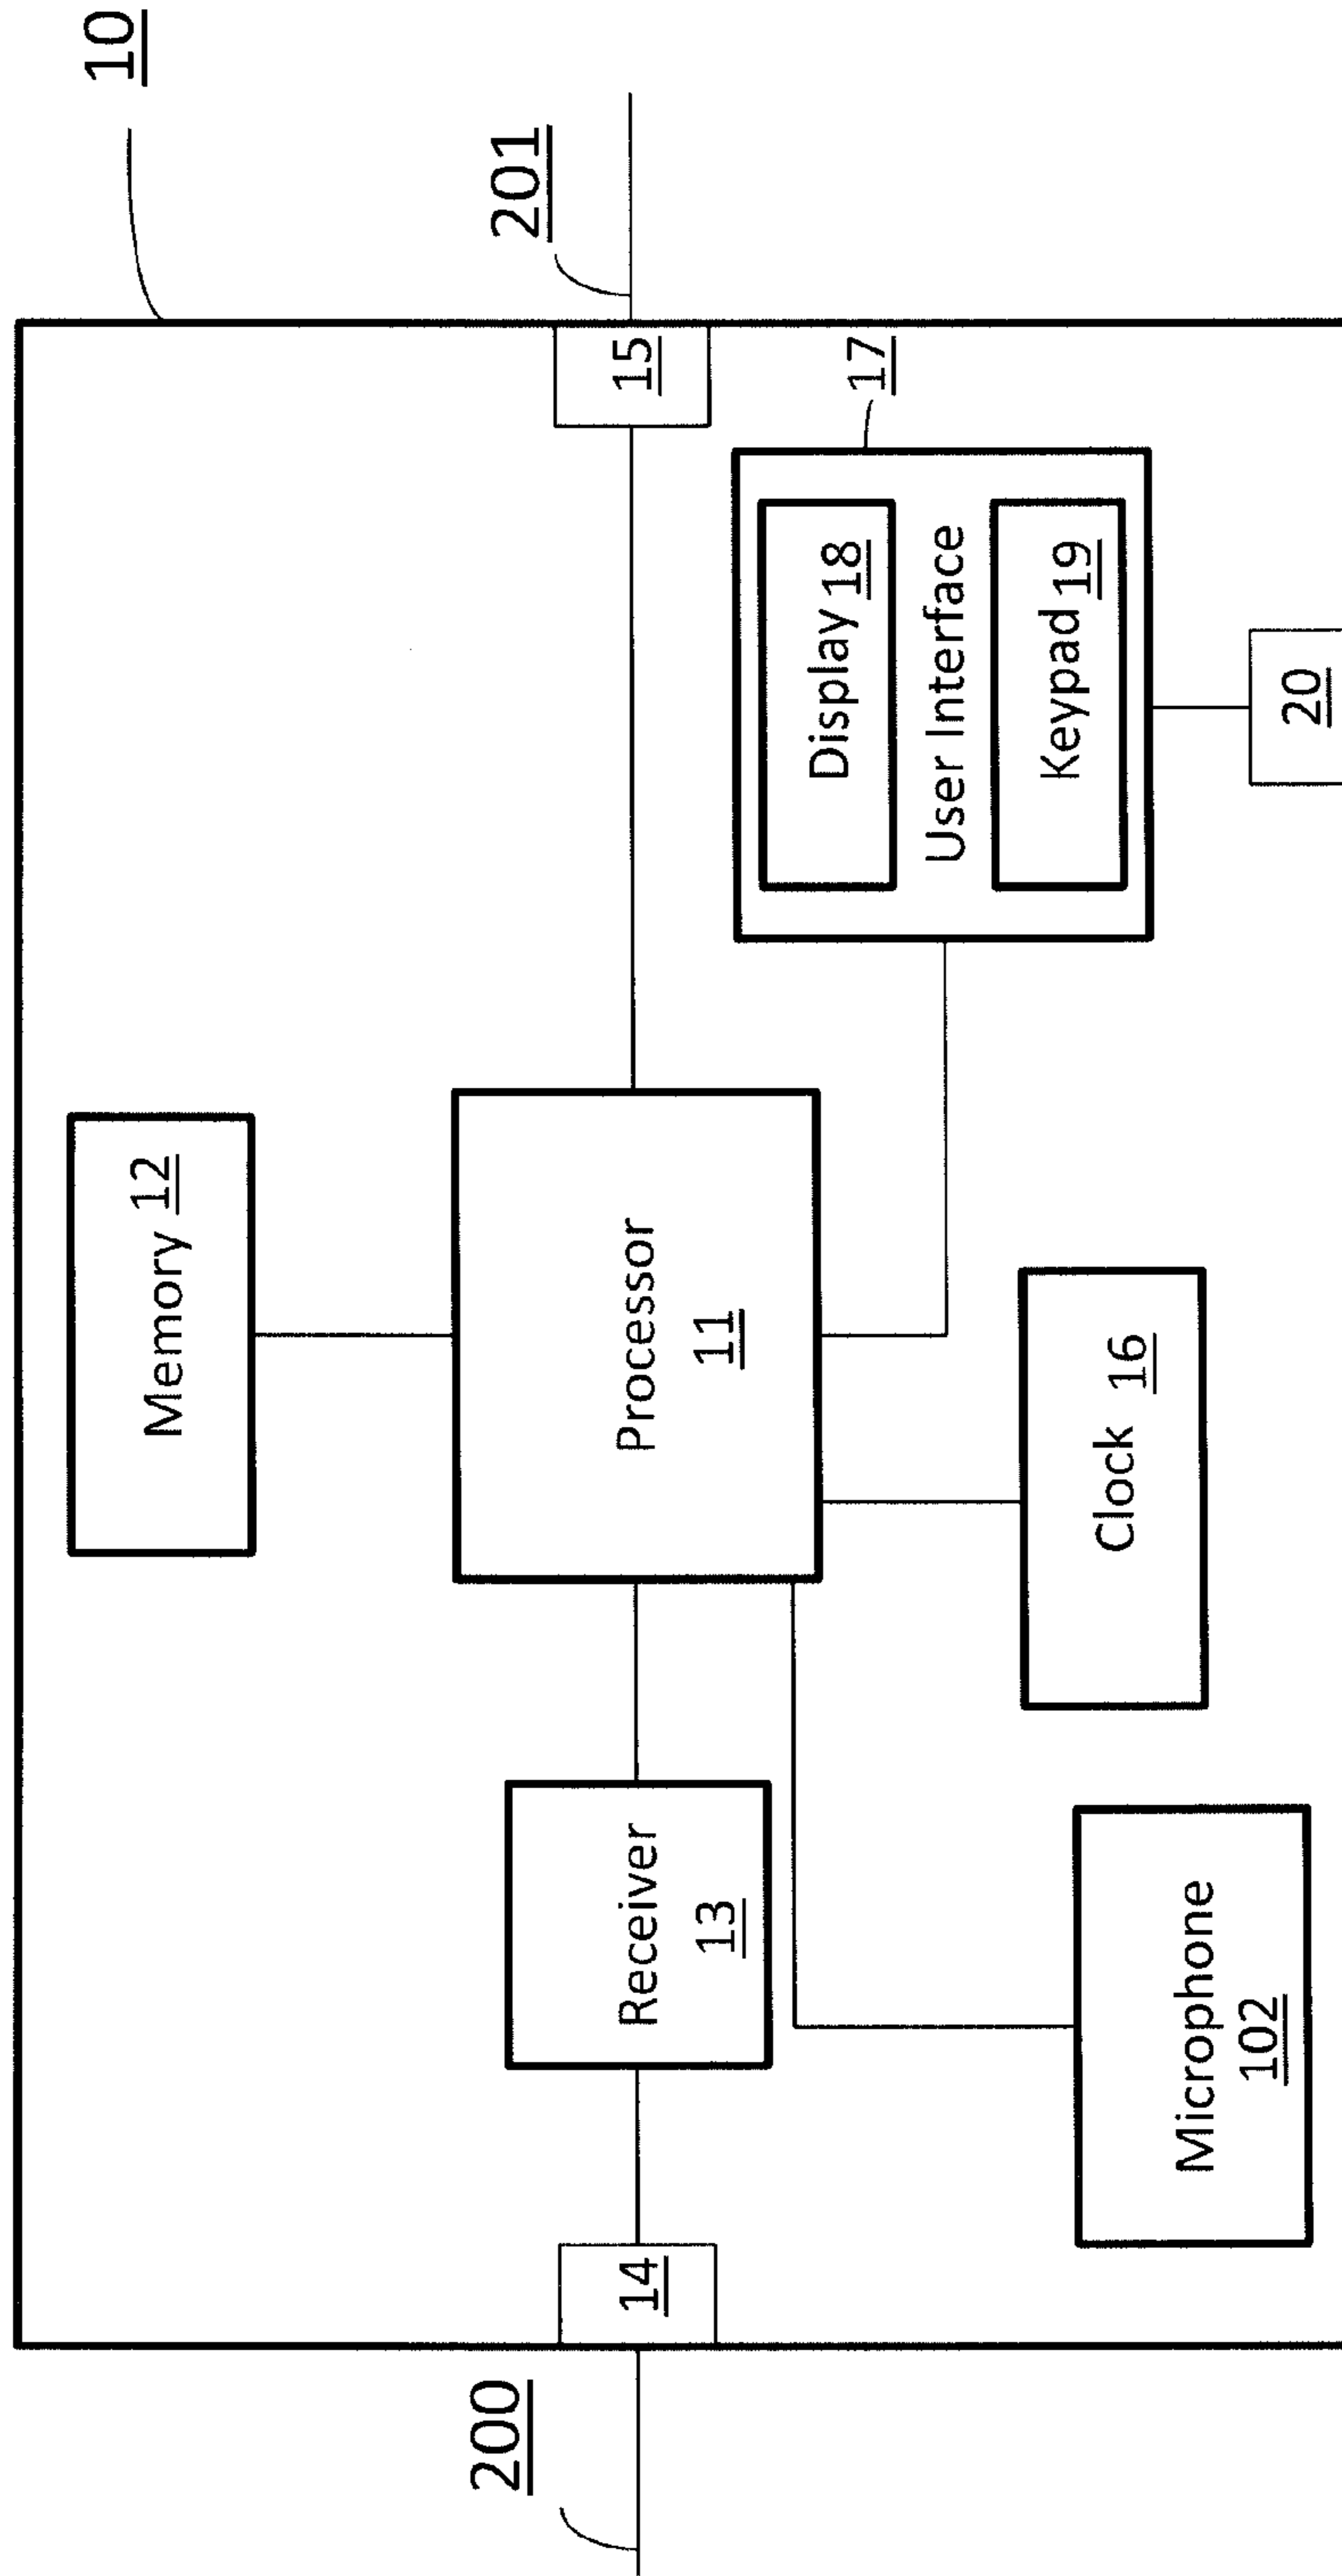 10
Memory 12
200
201
14
Receiver
13
Processor
11
15
17
Display 18
User Interface
Keypad 19
Clock 16
Microphone
102
20